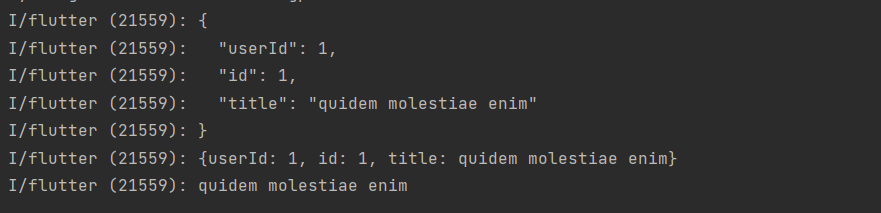 I/flutter (21559): {
I/flutter (21559):   "userId": 1,
I/flutter (21559):   "id": 1,
I/flutter (21559):   "title": "quidem molestiae enim"
I/flutter (21559): }
I/flutter (21559): {userId: 1, id: 1, title: quidem molestiae enim}
I/flutter (21559): quidem molestiae enim